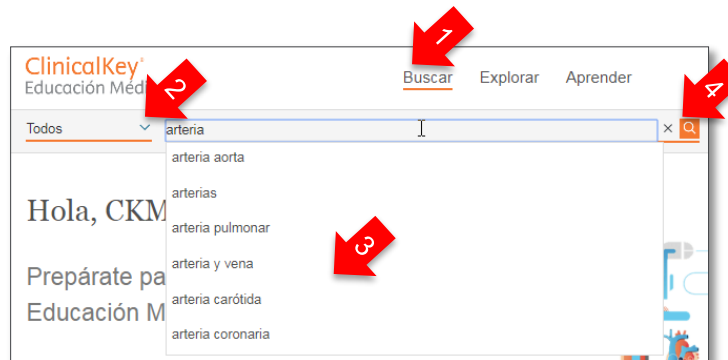 1
ClinicalKey®
Buscar Explorar Aprender
Educación Médi
2
4
Todos arteria ×
arteria aorta
arterias
Hola, CKM
arteria pulmonar
3
arteria y vena
Prepárate pa
arteria carótida
Educación M
arteria coronaria